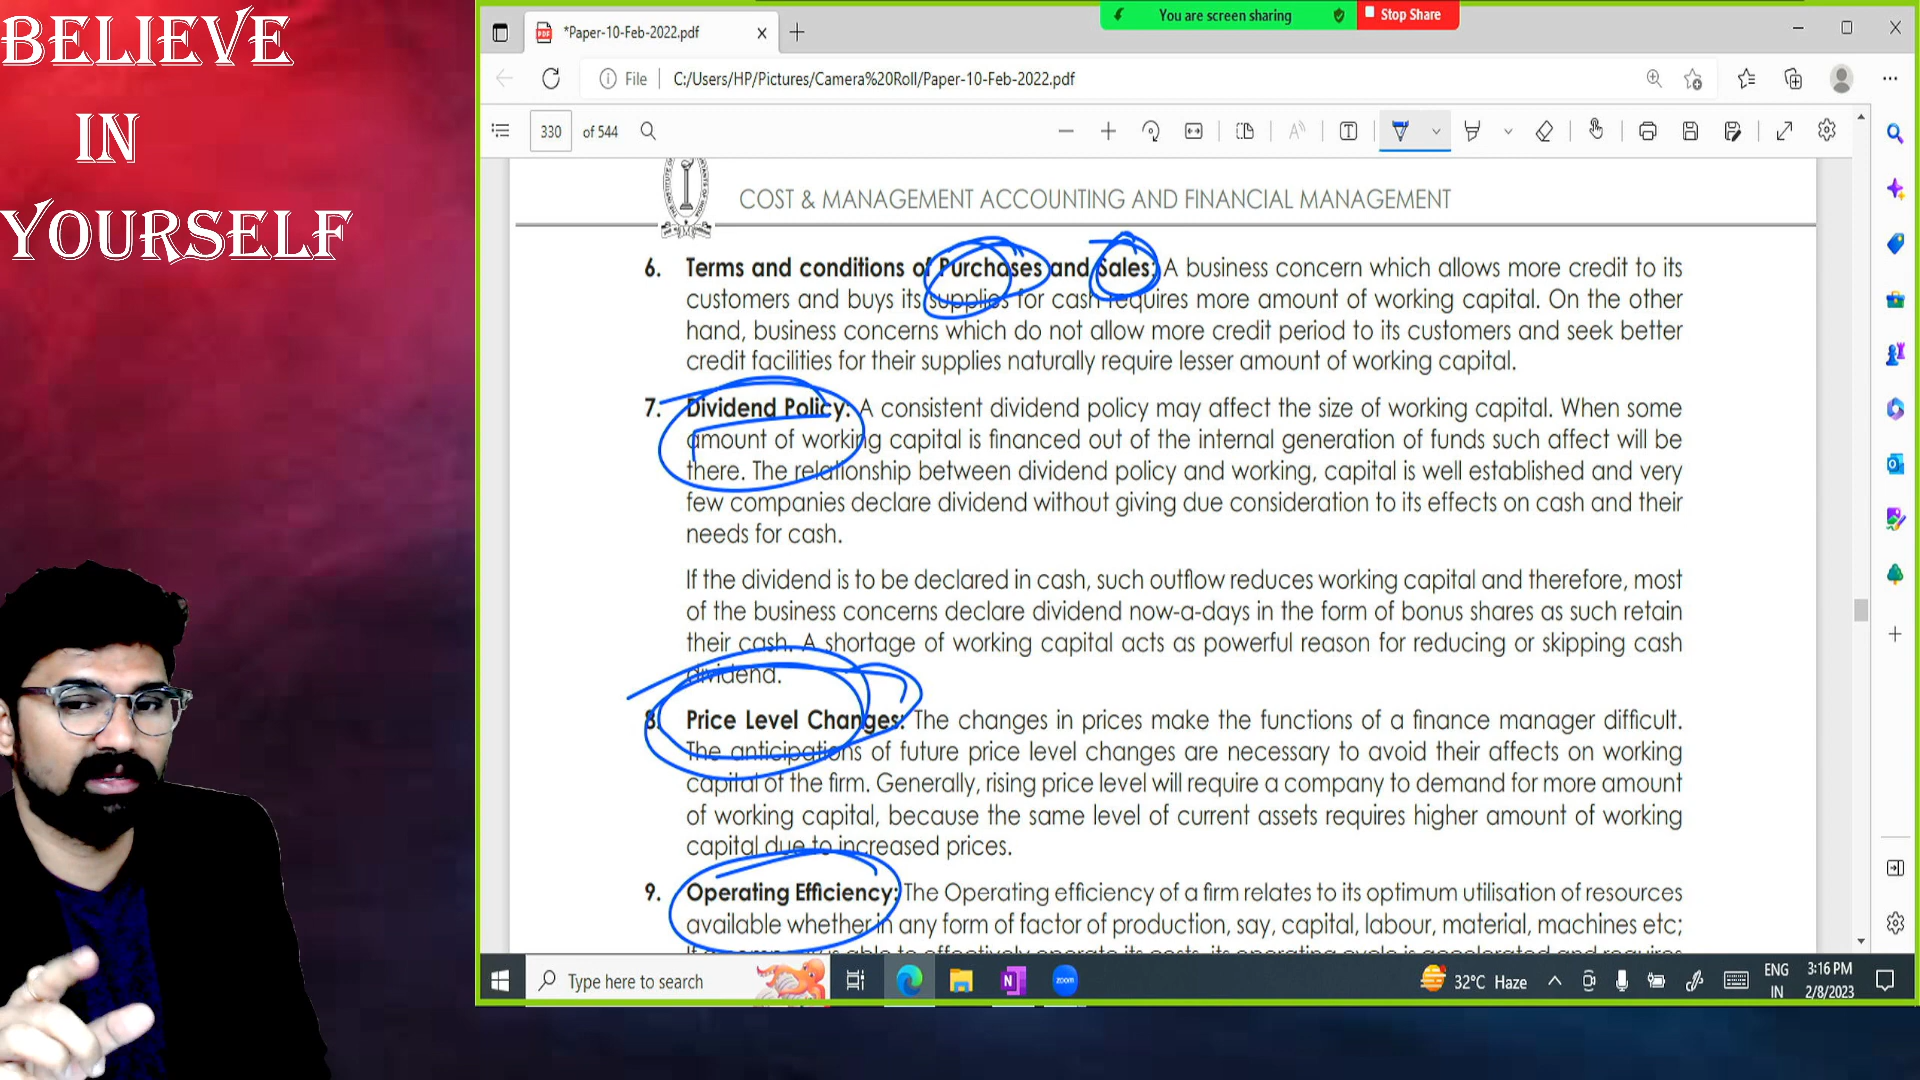 BELIEVE
IN
YOURSELF
You are screen sharing
Stop Share
*Paper-10-Feb-2022.pdf
File
C:/Users/HP/Pictures/Camera%20Roll/Paper-10-Feb-2022.pdf
330 of 544
COST & MANAGEMENT ACCOUNTING AND FINANCIAL MANAGEMENT
6. Terms and conditions of Purchases and Sales: A business concern which allows more credit to its
customers and buys its supplies for cash requires more amount of working capital. On the other
hand, business concerns which do not allow more credit period to its customers and seek better
credit facilities for their supplies naturally require lesser amount of working capital.
7. Dividend Policy: A consistent dividend policy may affect the size of working capital. When some
amount of working capital is financed out of the internal generation of funds such affect will be
there. The relationship between dividend policy and working, capital is well established and very
few companies declare dividend without giving due consideration to its effects on cash and their
needs for cash.
If the dividend is to be declared in cash, such outflow reduces working capital and therefore, most
of the business concerns declare dividend now-a-days in the form of bonus shares as such retain
their cash. A shortage of working capital acts as powerful reason for reducing or skipping cash
dividend.
8. Price Level Changes: The changes in prices make the functions of a finance manager difficult.
The anticipations of future price level changes are necessary to avoid their affects on working
capital of the firm. Generally, rising price level will require a company to demand for more amount
of working capital, because the same level of current assets requires higher amount of working
capital due to increased prices.
9. Operating Efficiency: The Operating efficiency of a firm relates to its optimum utilisation of resources
available whether in any form of factor of production, say, capital, labour, material, machines etc;
to effectively operate its costs, its operating cycle is accelerated and requires
Type here to search
zoom
32°C Haze
ENG
IN
3:16 PM
2/8/2023